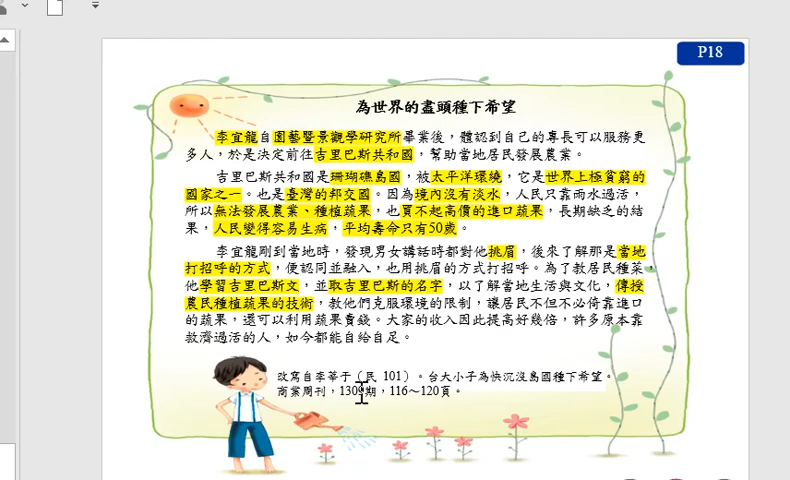 P18
為世界的盡頭種下希望
李宜龍自園藝暨景觀學研究所畢業後，體認到自己的專長可以服務更
多人，於是決定前往吉里巴斯共和國，幫助當地居民發展農業。
吉里巴斯共和國是珊瑚礁島國，被太平洋環繞，它是世界上極貧窮的
國家之一。也是臺灣的邦交國。因為境內沒有淡水，人民只靠雨水過活，
所以無法發展農業、種植蔬果，也買不起高價的進口蔬果，長期缺乏的結
果，人民變得容易生病，平均壽命只有50歲。
李宜龍剛到當地時，發現男女講話時都對他挑眉，後來了解那是當地
打招呼的方式，便認同並融入，也用挑眉的方式打招呼。為了教居民種菜，
他學習吉里巴斯文，並取吉里巴斯的名字，以了解當地生活與文化，傳授
農民種植蔬果的技術，教他們克服環境的限制，讓居民不但不必倚靠進口
的蔬果，還可以利用蔬果賣錢。大家的收入因此提高好幾倍，許多原本靠
救濟過活的人，如今都能自給自足。
改寫自李華于（民 101）。台大小子為快沉沒島國種下希望。
商業周刊，1300期，116～120頁。